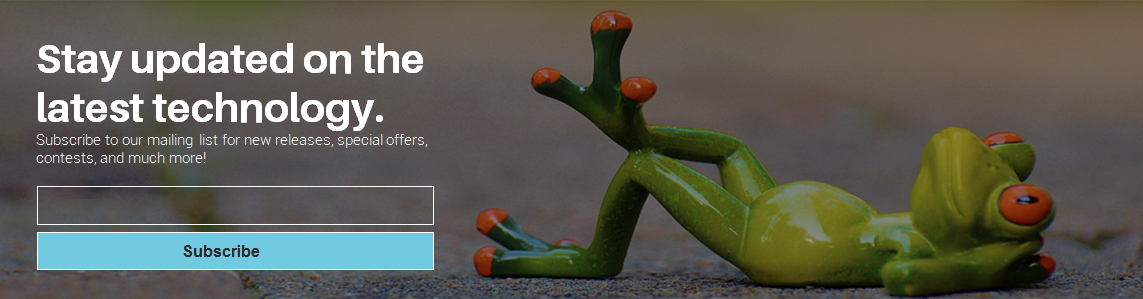 Stay updated on the
latest technology.
Subscribe to our mailing list for new releases, special offers,
contests, and much more!
Subscribe